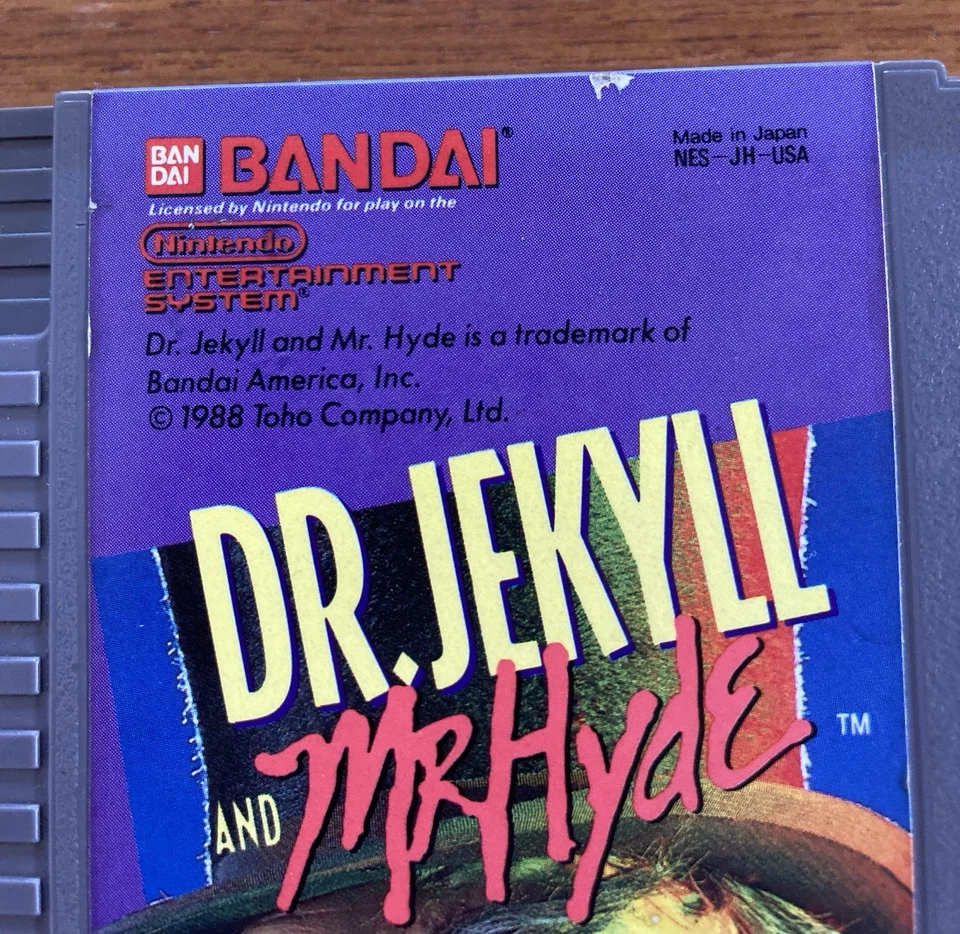 BAN
DAI
BANDAI®
Made in Japan
NES-JH-USA
Licensed by Nintendo for play on the
Nintendo
ENTERTAINMENT
SYSTEM®
Dr. Jekyll and Mr. Hyde is a trademark of
Bandai America, Inc.
© 1988 Toho Company, Ltd.
DR. JEKYLL
AND MR HydE ™